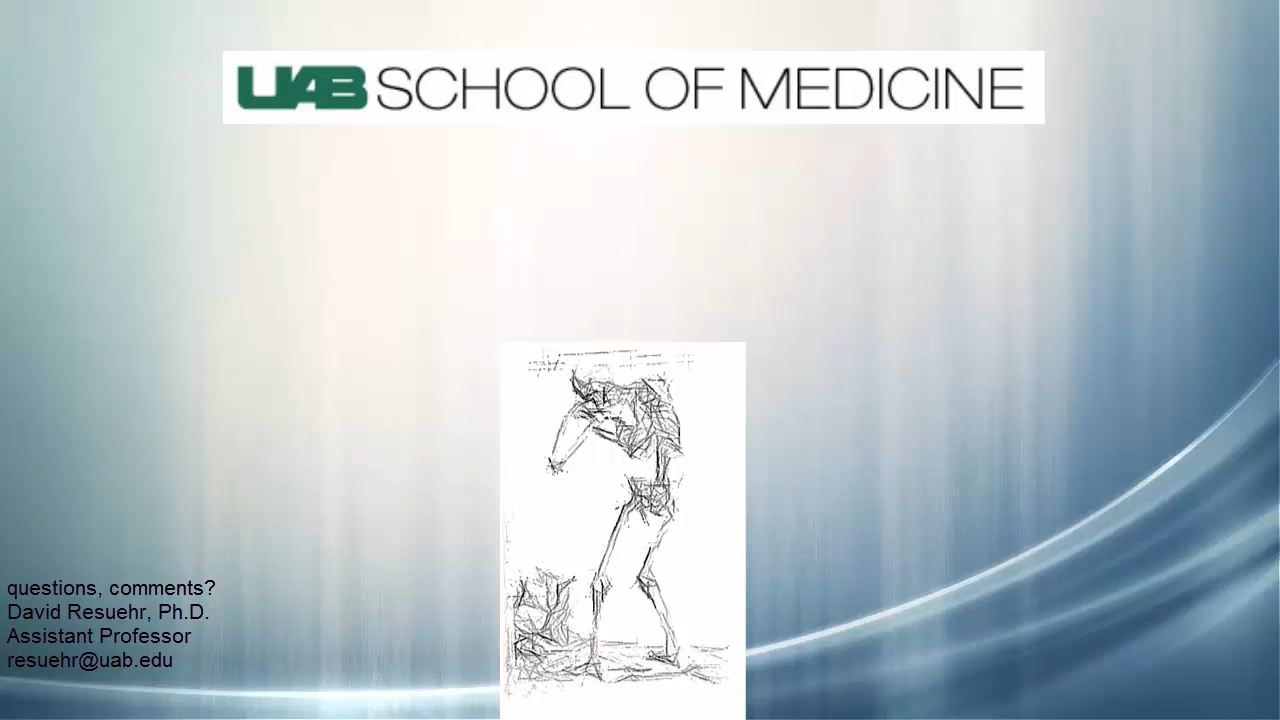 UAB SCHOOL OF MEDICINE
questions, comments?
David Resuehr, Ph.D.
Assistant Professor
resuehr@uab.edu